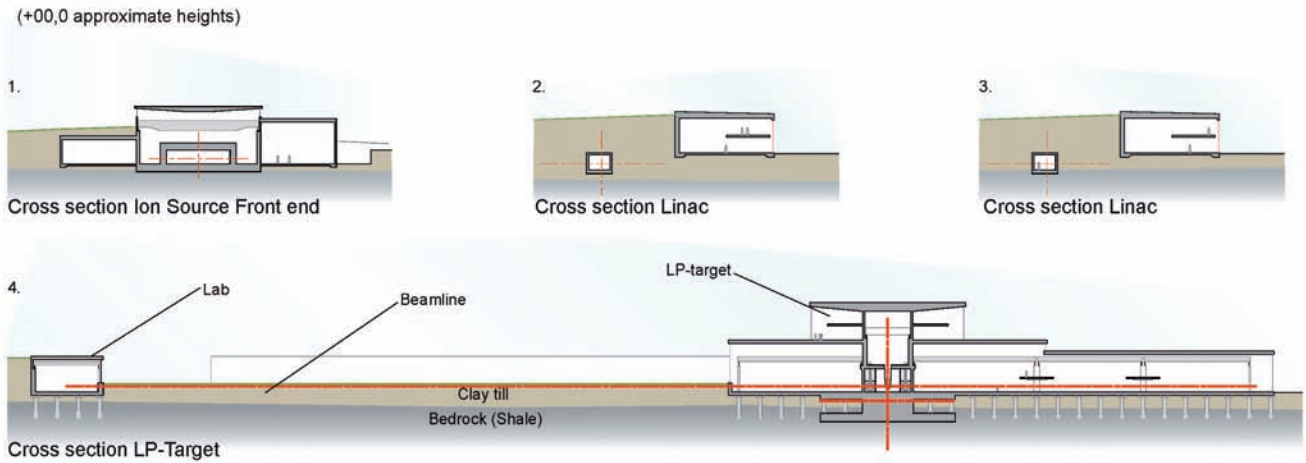 (+00,0 approximate heights)
1.
2.
3.
Cross section Ion Source Front end
Cross section Linac
Cross section Linac
4.
Lab
Beamline
LP-target
Clay till
Bedrock (Shale)
Cross section LP-Target